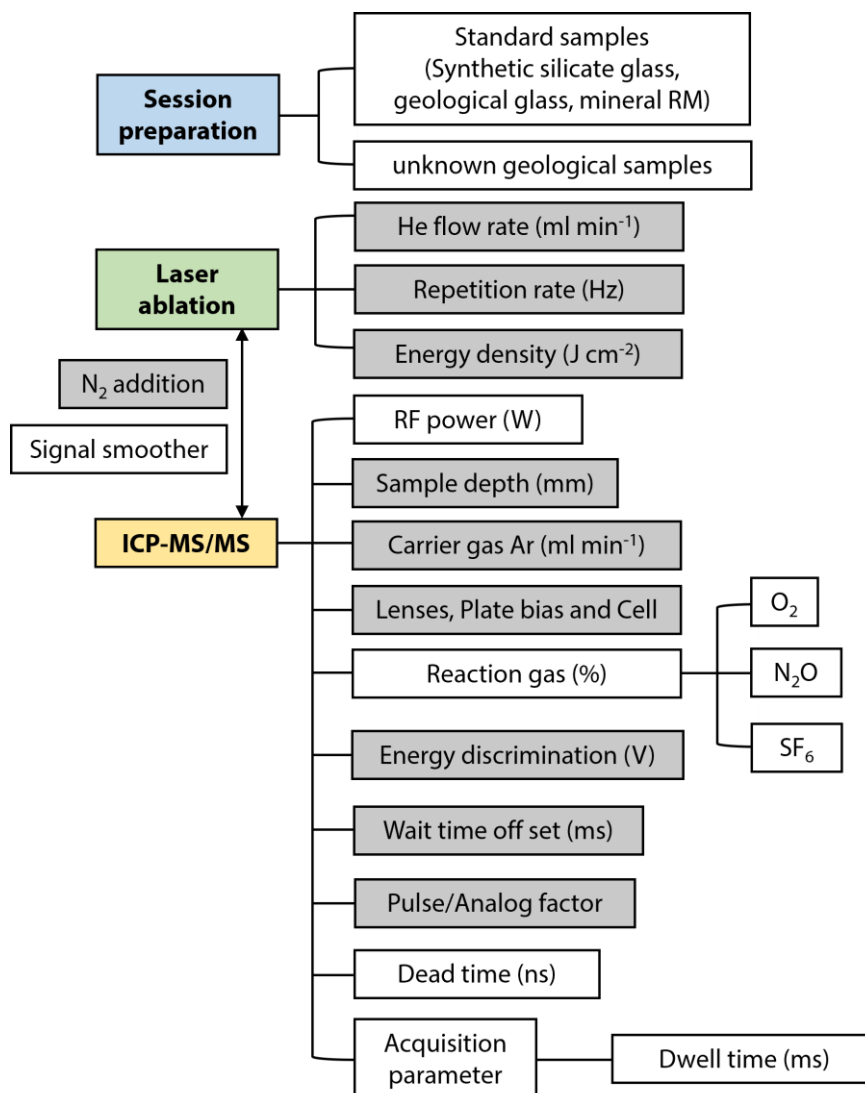 Standard samples
(Synthetic silicate glass,
geological glass, mineral RM)
Session
preparation
unknown geological samples
He flow rate (ml min⁻¹)
Laser
ablation
Repetition rate (Hz)
Energy density (J cm⁻²)
N₂ addition
Signal smoother
RF power (W)
Sample depth (mm)
ICP-MS/MS
Carrier gas Ar (ml min⁻¹)
Lenses, Plate bias and Cell
Reaction gas (%)
O₂
N₂O
SF₆
Energy discrimination (V)
Wait time off set (ms)
Pulse/Analog factor
Dead time (ns)
Acquisition
parameter
Dwell time (ms)